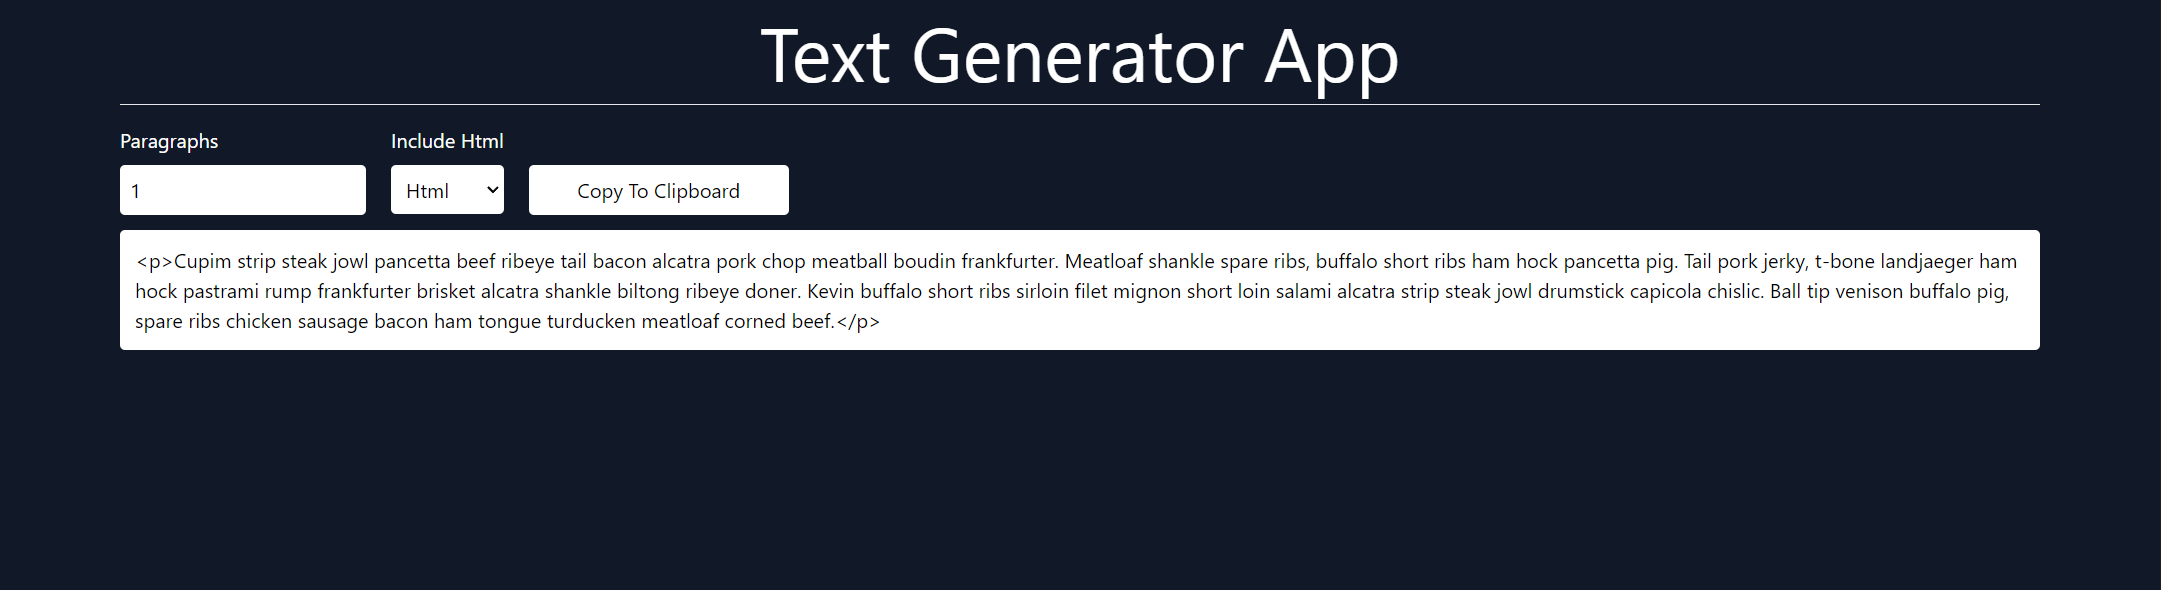 Text Generator App
Paragraphs
Include Html
1
Html
Copy To Clipboard
<p>Cupim strip steak jowl pancetta beef ribeye tail bacon alcatra pork chop meatball boudin frankfurter. Meatloaf shankle spare ribs, buffalo short ribs ham hock pancetta pig. Tail pork jerky, t-bone landjaeger ham
hock pastrami rump frankfurter brisket alcatra shankle biltong ribeye doner. Kevin buffalo short ribs sirloin filet mignon short loin salami alcatra strip steak jowl drumstick capicola chislic. Ball tip venison buffalo pig,
spare ribs chicken sausage bacon ham tongue turducken meatloaf corned beef.</p>